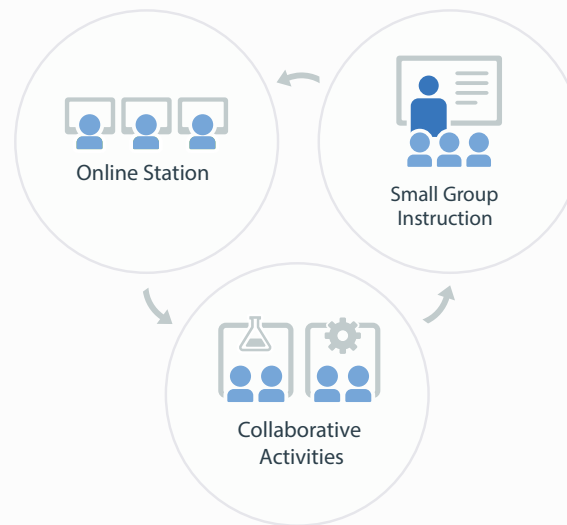 Online Station
Small Group
Instruction
Collaborative
Activities